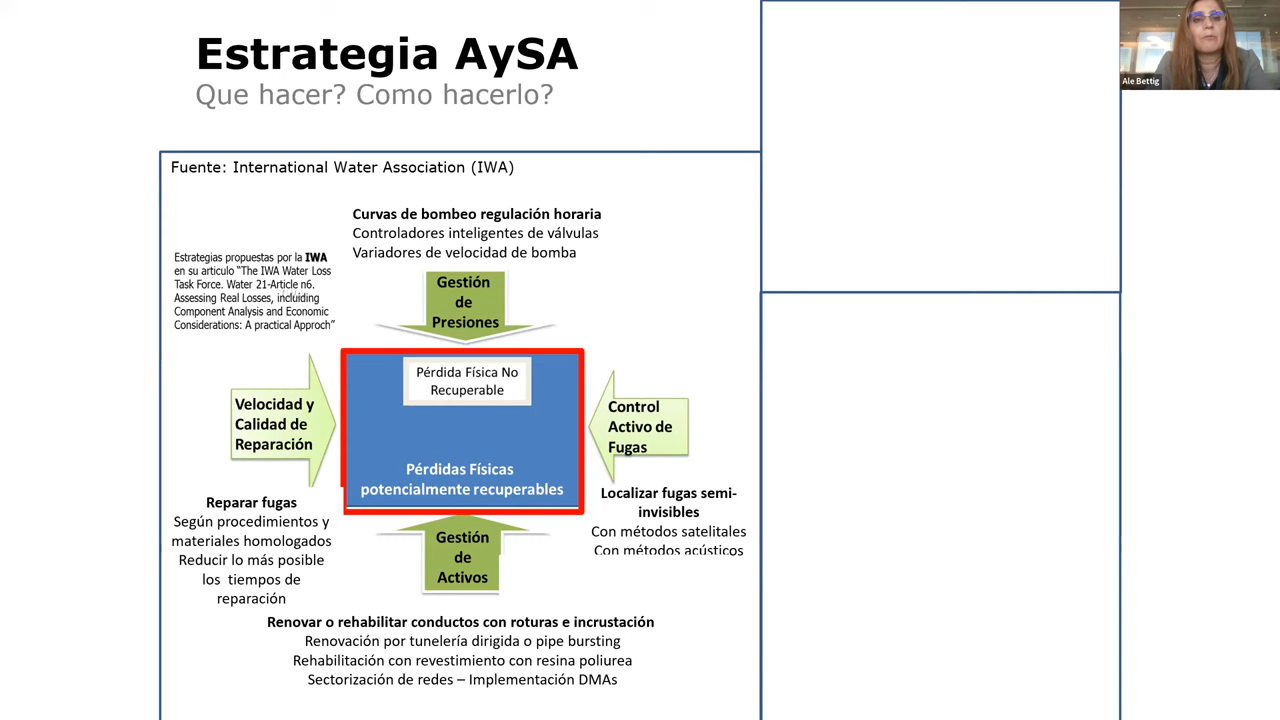 Estrategia AySA
Que hacer? Como hacerlo?
Ale Bettig
Fuente: International Water Association (IWA)
Curvas de bombeo regulación horaria
Controladores inteligentes de válvulas
Variadores de velocidad de bomba
Estrategias propuestas por la IWA
en su articulo "The IWA Water Loss
Task Force. Water 21-Article n6.
Assessing Real Losses, incluiding
Component Analysis and Economic
Considerations: A practical Approch"
Gestión
de
Presiones
Pérdida Física No
Recuperable
Velocidad y
Calidad de
Reparación
Control
Activo de
Fugas
Pérdidas Físicas
potencialmente recuperables
Reparar fugas
Según procedimientos y
materiales homologados
Reducir lo más posible
los tiempos de
reparación
Localizar fugas semi-
invisibles
Con métodos satelitales
Con métodos acústicos
Gestión
de
Activos
Renovar o rehabilitar conductos con roturas e incrustación
Renovación por tunelería dirigida o pipe bursting
Rehabilitación con revestimiento con resina poliurea
Sectorización de redes – Implementación DMAs